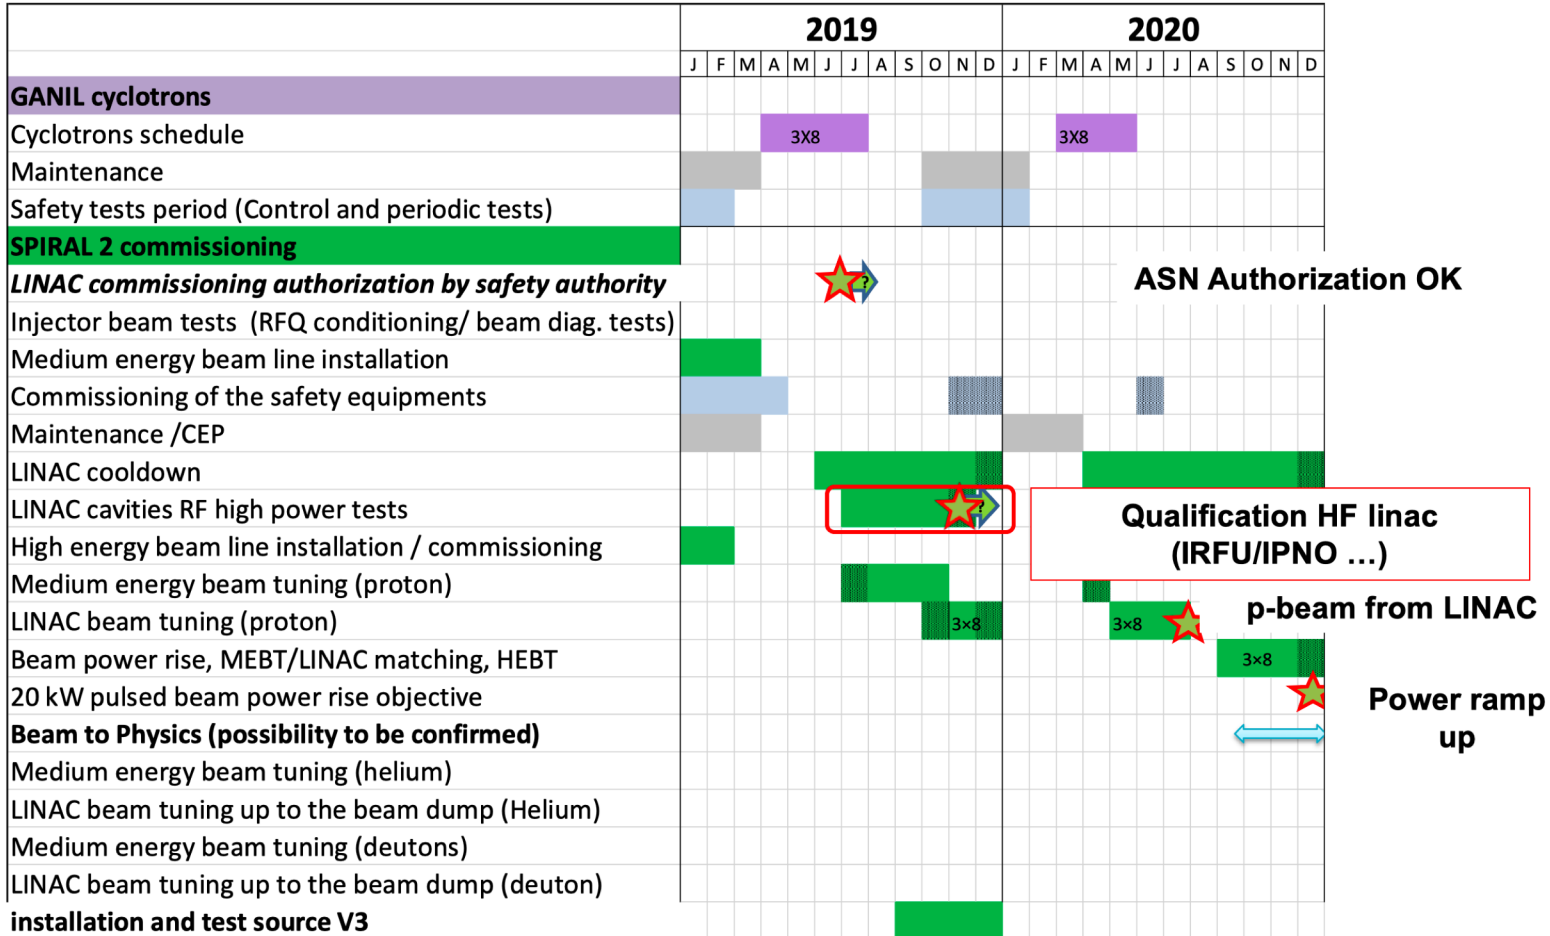 2019 2020
J F M A M J J A S O N D J F M A M J J A S O N D
GANIL cyclotrons
Cyclotrons schedule 3X8 3X8
Maintenance
Safety tests period (Control and periodic tests)
SPIRAL 2 commissioning
LINAC commissioning authorization by safety authority ? ASN Authorization OK
Injector beam tests (RFQ conditioning/ beam diag. tests)
Medium energy beam line installation
Commissioning of the safety equipments
Maintenance /CEP
LINAC cooldown
LINAC cavities RF high power tests ? Qualification HF linac
(IRFU/IPNO ...)
High energy beam line installation / commissioning
Medium energy beam tuning (proton)
LINAC beam tuning (proton) 3×8 3×8 p-beam from LINAC
Beam power rise, MEBT/LINAC matching, HEBT 3×8
20 kW pulsed beam power rise objective Power ramp
up
Beam to Physics (possibility to be confirmed)
Medium energy beam tuning (helium)
LINAC beam tuning up to the beam dump (Helium)
Medium energy beam tuning (deutons)
LINAC beam tuning up to the beam dump (deuton)
installation and test source V3